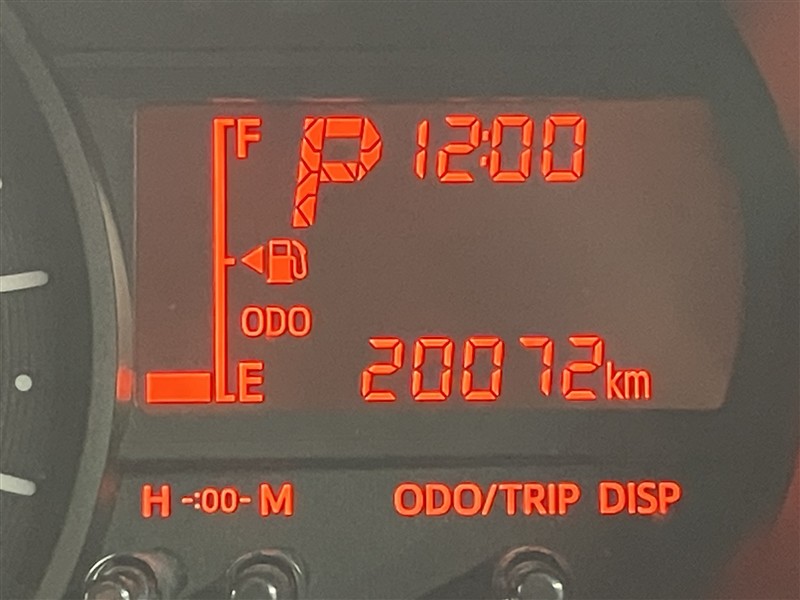 F P 12:00
ODO
E 20072km
H -:00- M ODO/TRIP DISP